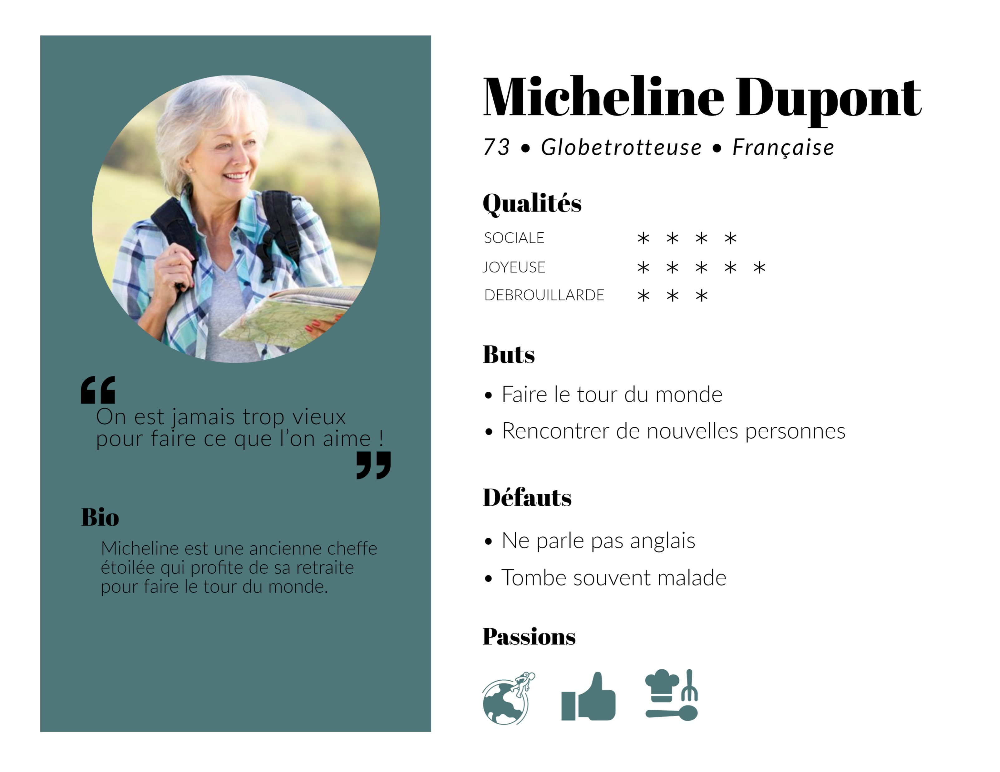 Micheline Dupont
73 • Globetrotteuse • Française
“
On est jamais trop vieux
pour faire ce que l’on aime !
”
Bio
Micheline est une ancienne cheffe
étoilée qui profite de sa retraite
pour faire le tour du monde.
Qualités
SOCIALE * * * *
JOYEUSE * * * * *
DEBROUILLARDE * * *
Buts
• Faire le tour du monde
• Rencontrer de nouvelles personnes
Défauts
• Ne parle pas anglais
• Tombe souvent malade
Passions